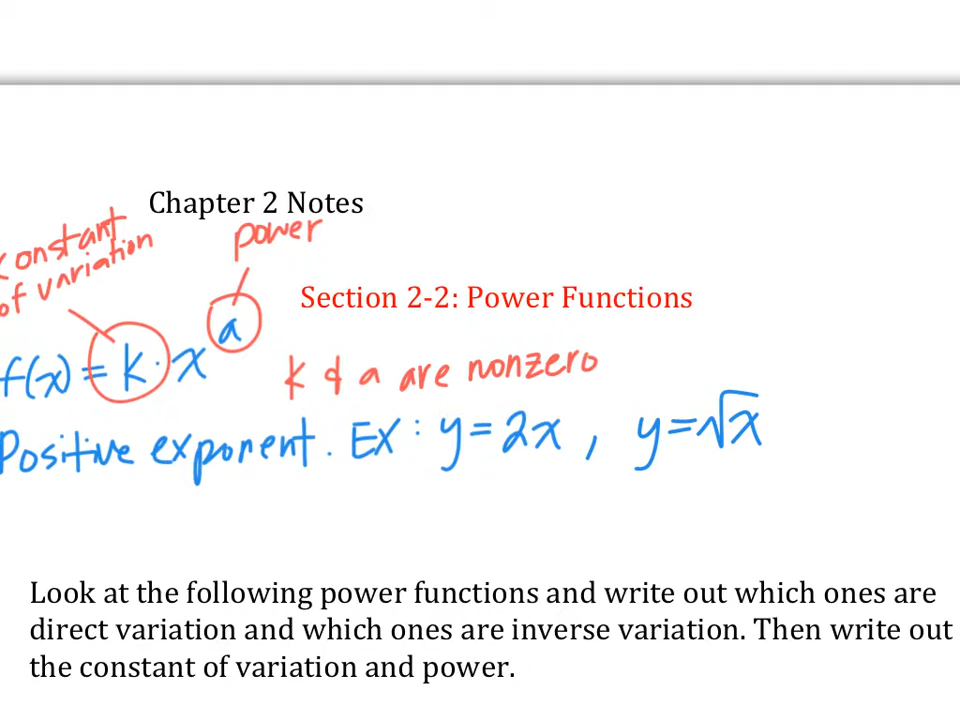 Chapter 2 Notes
constant
of variation
power
Section 2-2: Power Functions
f(x) = k · x^a
k & a are nonzero
Positive exponent. Ex: y=2x, y=√x
Look at the following power functions and write out which ones are
direct variation and which ones are inverse variation. Then write out
the constant of variation and power.